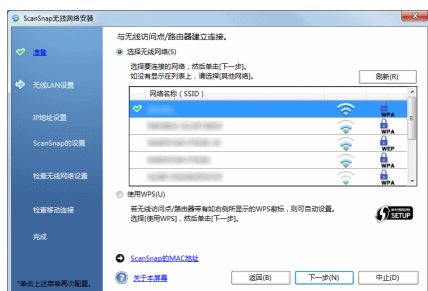 ScanSnap无线网络安装
与无线访问点/路由器建立连接。
准备
选择无线网络(S)
选择要连接的网络，然后单击[下一步]。
如没有显示在列表上，请选择[其他网络]。
刷新(R)
无线LAN设置
网络名称（SSID）
WPA
IP地址设置
WPA
ScanSnap的设置
WEP
WPA
检查无线网络设置
WPA
使用WPS(U)
检查移动连接
若无线访问点/路由器带有如右侧所显示的WPS商标，则可自动设置。
选择[使用WPS]，然后单击[下一步]。
SETUP
完成
ScanSnap的MAC地址
*单击上述菜单再次配置。
关于本屏幕
返回(B)
下一步(N)
中止(D)